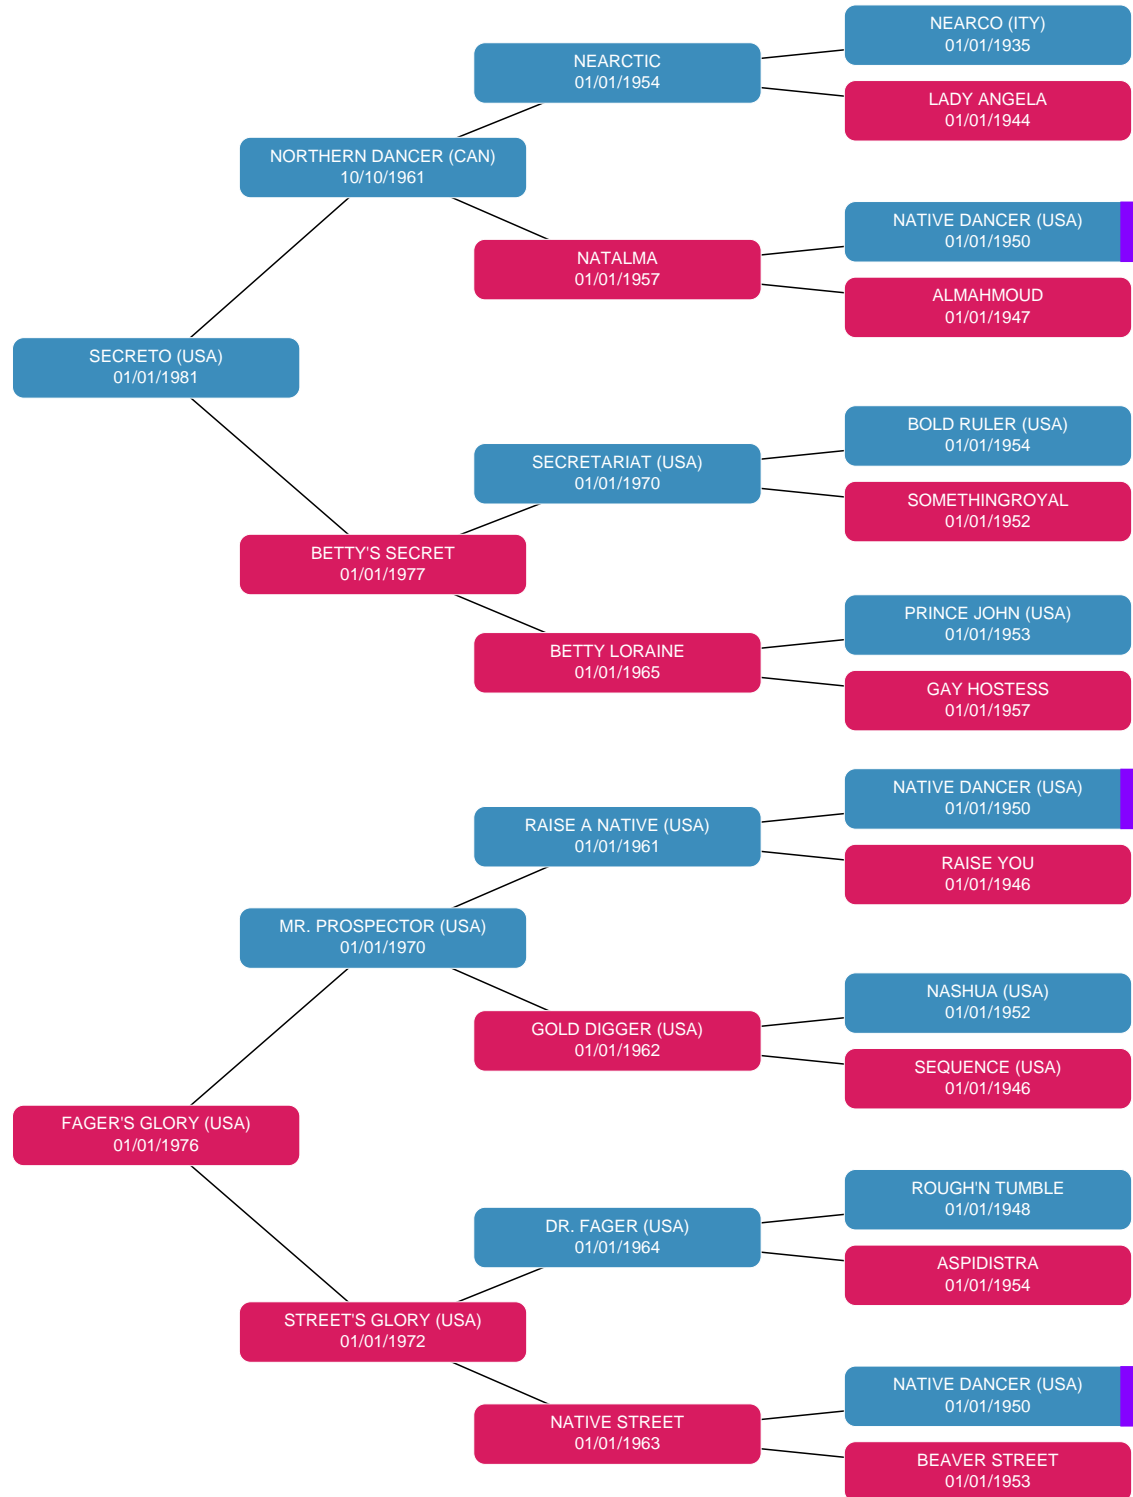 NEARCO (ITY)
01/01/1935
NEARCTIC
01/01/1954
LADY ANGELA
01/01/1944
NORTHERN DANCER (CAN)
10/10/1961
NATIVE DANCER (USA)
01/01/1950
NATALMA
01/01/1957
ALMAHMOUD
01/01/1947
SECRETO (USA)
01/01/1981
BOLD RULER (USA)
01/01/1954
SECRETARIAT (USA)
01/01/1970
SOMETHINGROYAL
01/01/1952
BETTY'S SECRET
01/01/1977
PRINCE JOHN (USA)
01/01/1953
BETTY LORAINE
01/01/1965
GAY HOSTESS
01/01/1957
NATIVE DANCER (USA)
01/01/1950
RAISE A NATIVE (USA)
01/01/1961
RAISE YOU
01/01/1946
MR. PROSPECTOR (USA)
01/01/1970
NASHUA (USA)
01/01/1952
GOLD DIGGER (USA)
01/01/1962
SEQUENCE (USA)
01/01/1946
FAGER'S GLORY (USA)
01/01/1976
ROUGH'N TUMBLE
01/01/1948
DR. FAGER (USA)
01/01/1964
ASPIDISTRA
01/01/1954
STREET'S GLORY (USA)
01/01/1972
NATIVE DANCER (USA)
01/01/1950
NATIVE STREET
01/01/1963
BEAVER STREET
01/01/1953